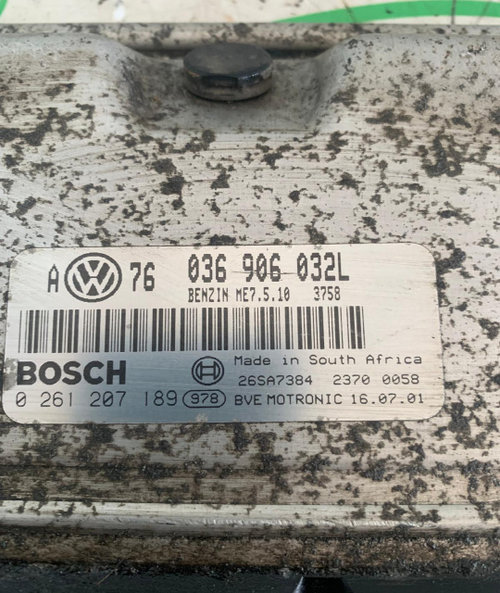 A VW 76 036 906 032L
BENZIN ME7.5.10 3758
BOSCH Made in South Africa
26SA7384 2370 0058
0 261 207 189 978 BVE MOTRONIC 16.07.01